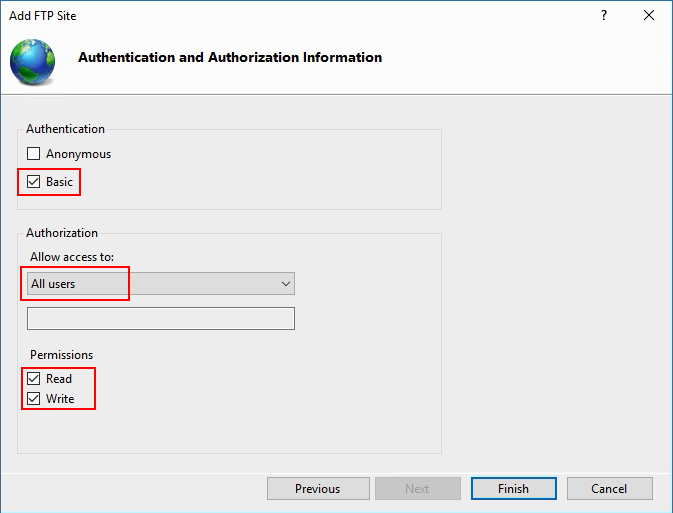 Add FTP Site
?
Authentication and Authorization Information
Authentication
Anonymous
Basic
Authorization
Allow access to:
All users
Permissions
Read
Write
Previous
Next
Finish
Cancel